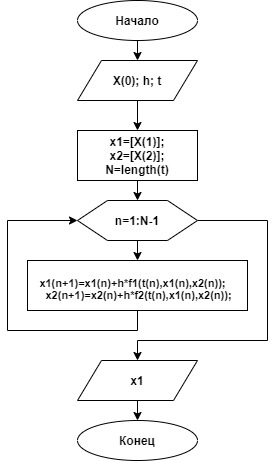 Начало
X(0); h; t
x1=[X(1)];
x2=[X(2)];
N=length(t)
n=1:N-1
x1(n+1)=x1(n)+h*f1(t(n),x1(n),x2(n));
x2(n+1)=x2(n)+h*f2(t(n),x1(n),x2(n));
x1
Конец